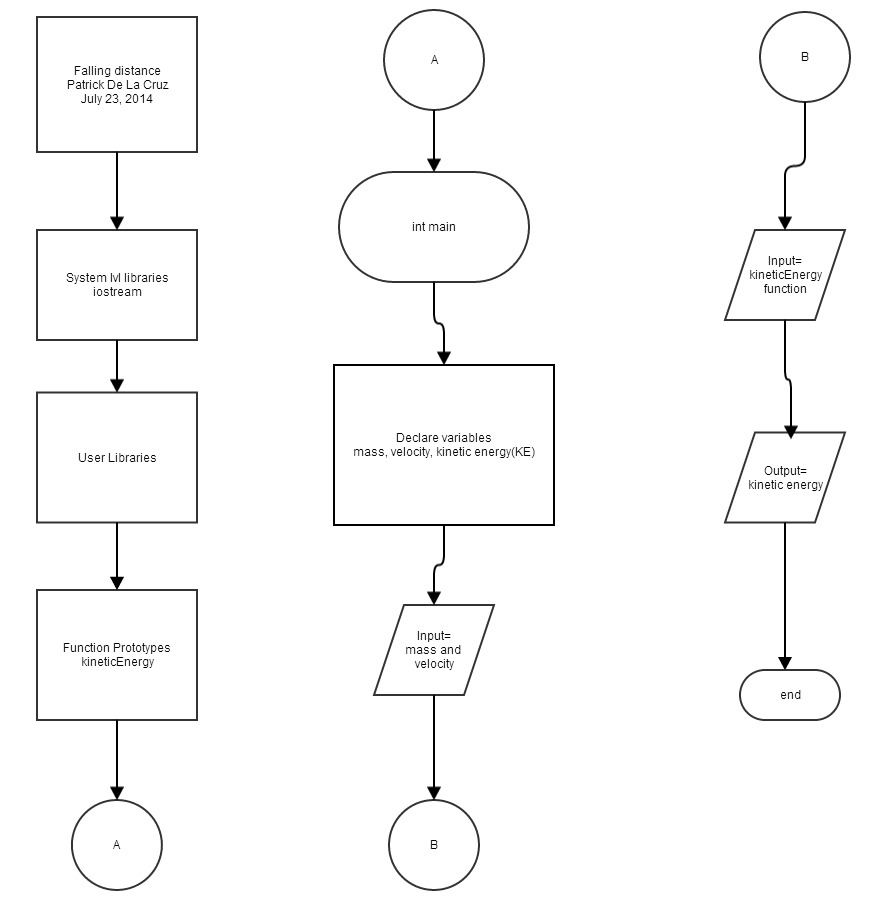 Falling distance
Patrick De La Cruz
July 23, 2014
System lvl libraries
iostream
User Libraries
Function Prototypes
kineticEnergy
A
A
int main
Declare variables
mass, velocity, kinetic energy(KE)
Input=
mass and
velocity
B
B
Input=
kineticEnergy
function
Output=
kinetic energy
end